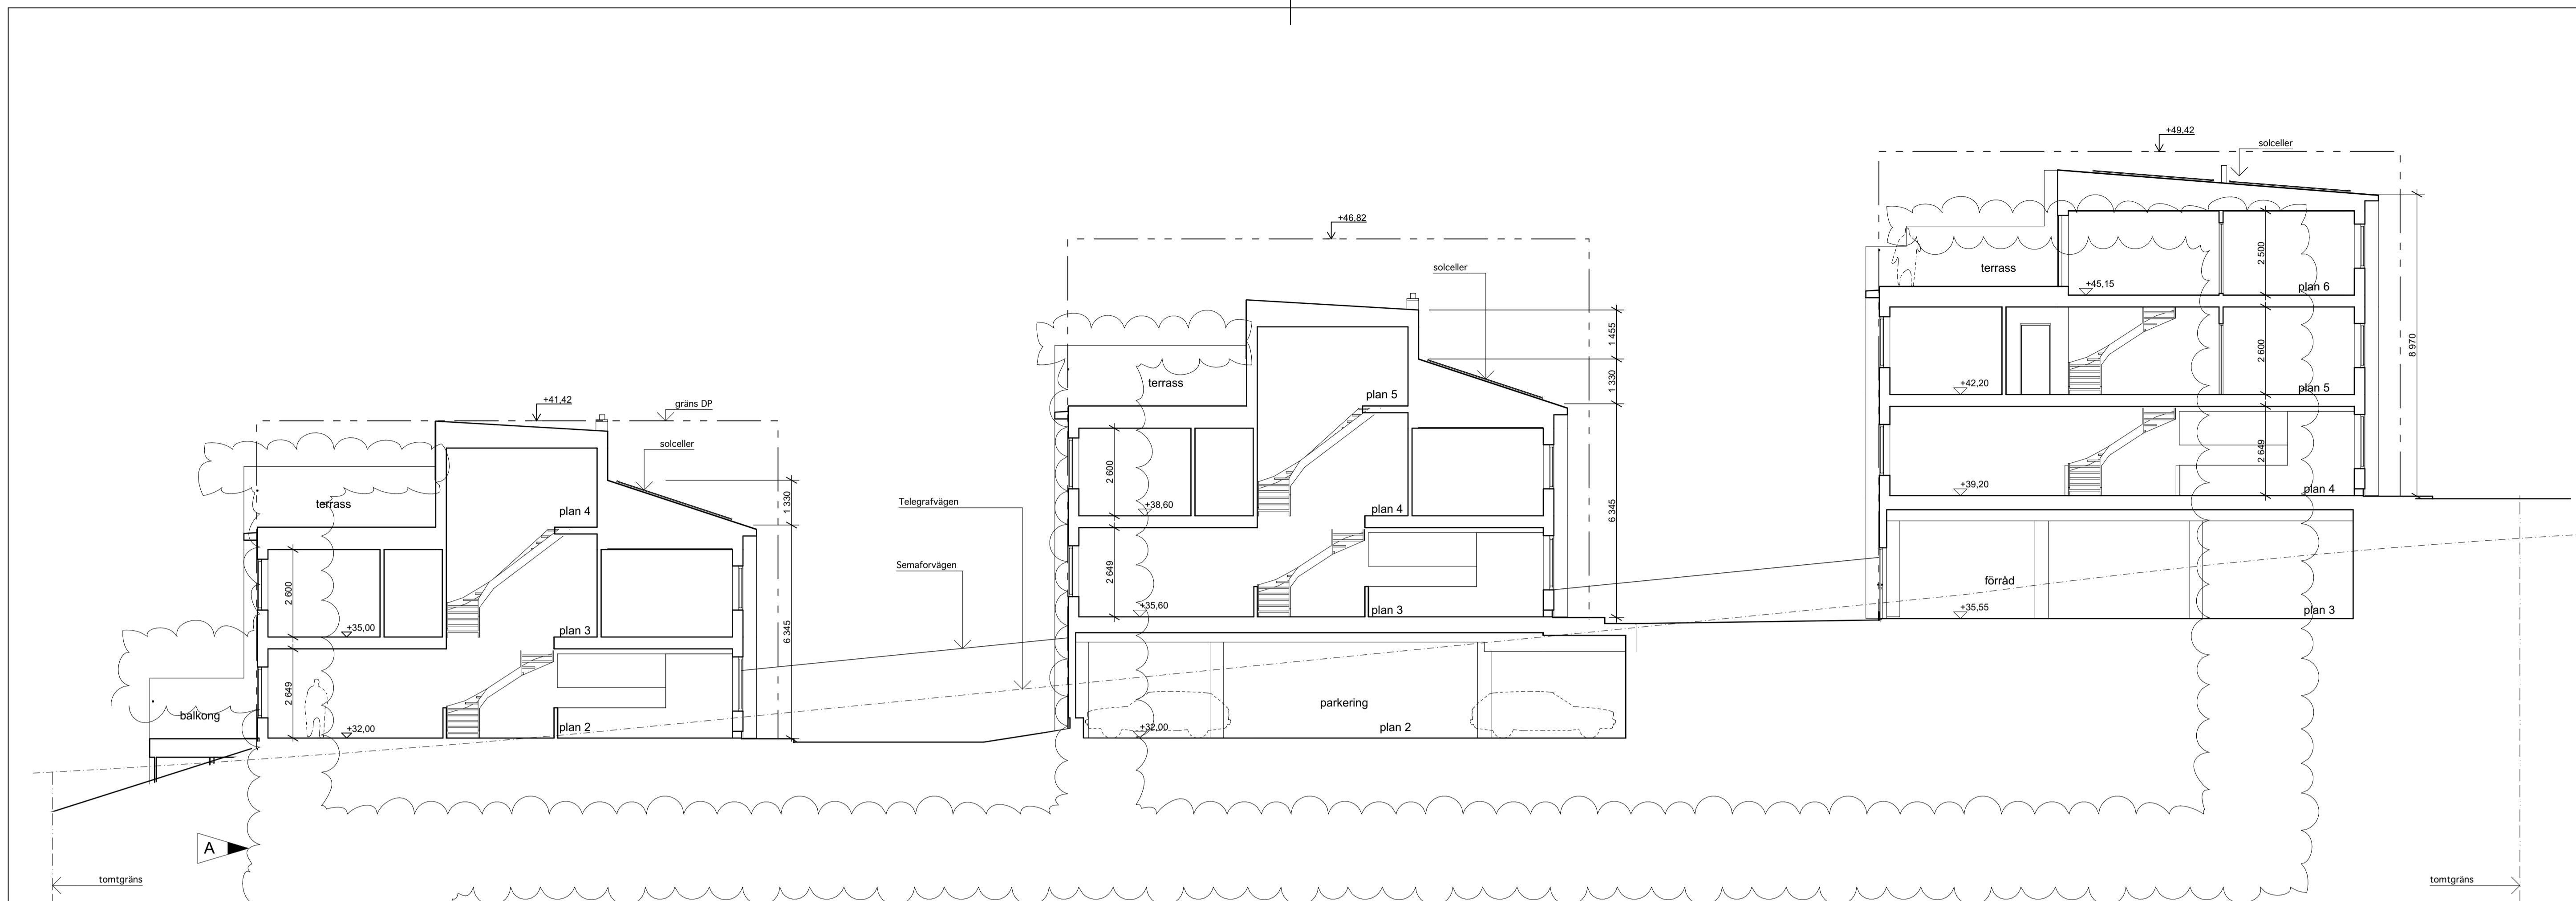 +41,42
gräns DP
solceller
terrass
plan 4
1 330
2 600
+35,00
plan 3
6 345
2 649
balkong
+32,00
plan 2
A
tomtgräns
Telegrafvägen
Semaforvägen
+46,82
solceller
1 455
terrass
plan 5
1 330
2 600
+38,60
plan 4
6 345
2 649
+35,60
plan 3
parkering
+32,00
plan 2
+49,42
solceller
2 500
terrass
+45,15
plan 6
2 600
8 970
+42,20
plan 5
2 649
+39,20
plan 4
förråd
+35,55
plan 3
tomtgräns